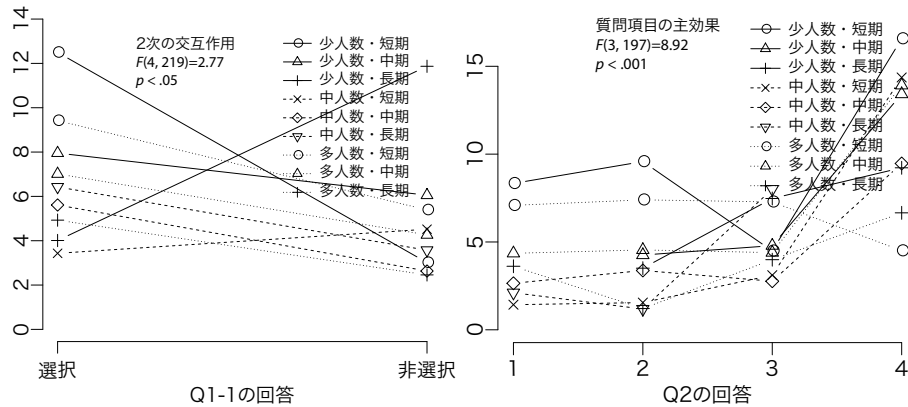 14
12
10
8
6
4
2
0
2次の交互作用
F(4, 219)=2.77
p < .05
少人数・短期
少人数・中期
少人数・長期
中人数・短期
中人数・中期
中人数・長期
多人数・短期
多人数・中期
多人数・長期
選択
非選択
Q1-1の回答
15
10
5
0
質問項目の主効果
F(3, 197)=8.92
p < .001
少人数・短期
少人数・中期
少人数・長期
中人数・短期
中人数・中期
中人数・長期
多人数・短期
多人数・中期
多人数・長期
1 2 3 4
Q2の回答